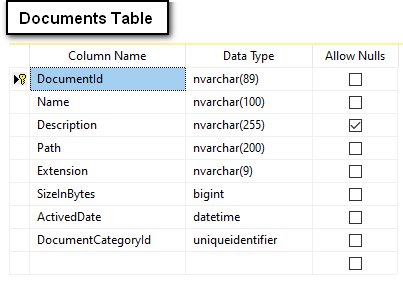 Documents Table
Column Name Data Type Allow Nulls
DocumentId nvarchar(89)
Name nvarchar(100)
Description nvarchar(255)
Path nvarchar(200)
Extension nvarchar(9)
SizeInBytes bigint
ActivedDate datetime
DocumentCategoryId uniqueidentifier